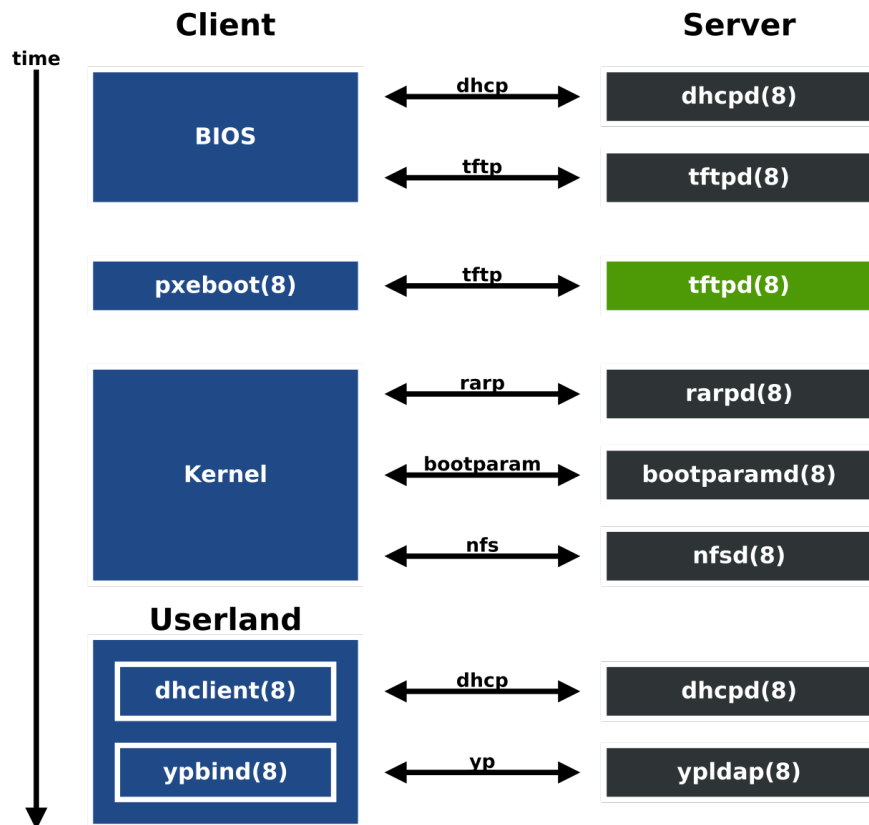 Client
Server
time
BIOS
dhcp
dhcpd(8)
tftp
tftpd(8)
pxeboot(8)
tftp
tftpd(8)
Kernel
rarp
rarpd(8)
bootparam
bootparamd(8)
nfs
nfsd(8)
Userland
dhclient(8)
dhcp
dhcpd(8)
ypbind(8)
yp
ypldap(8)